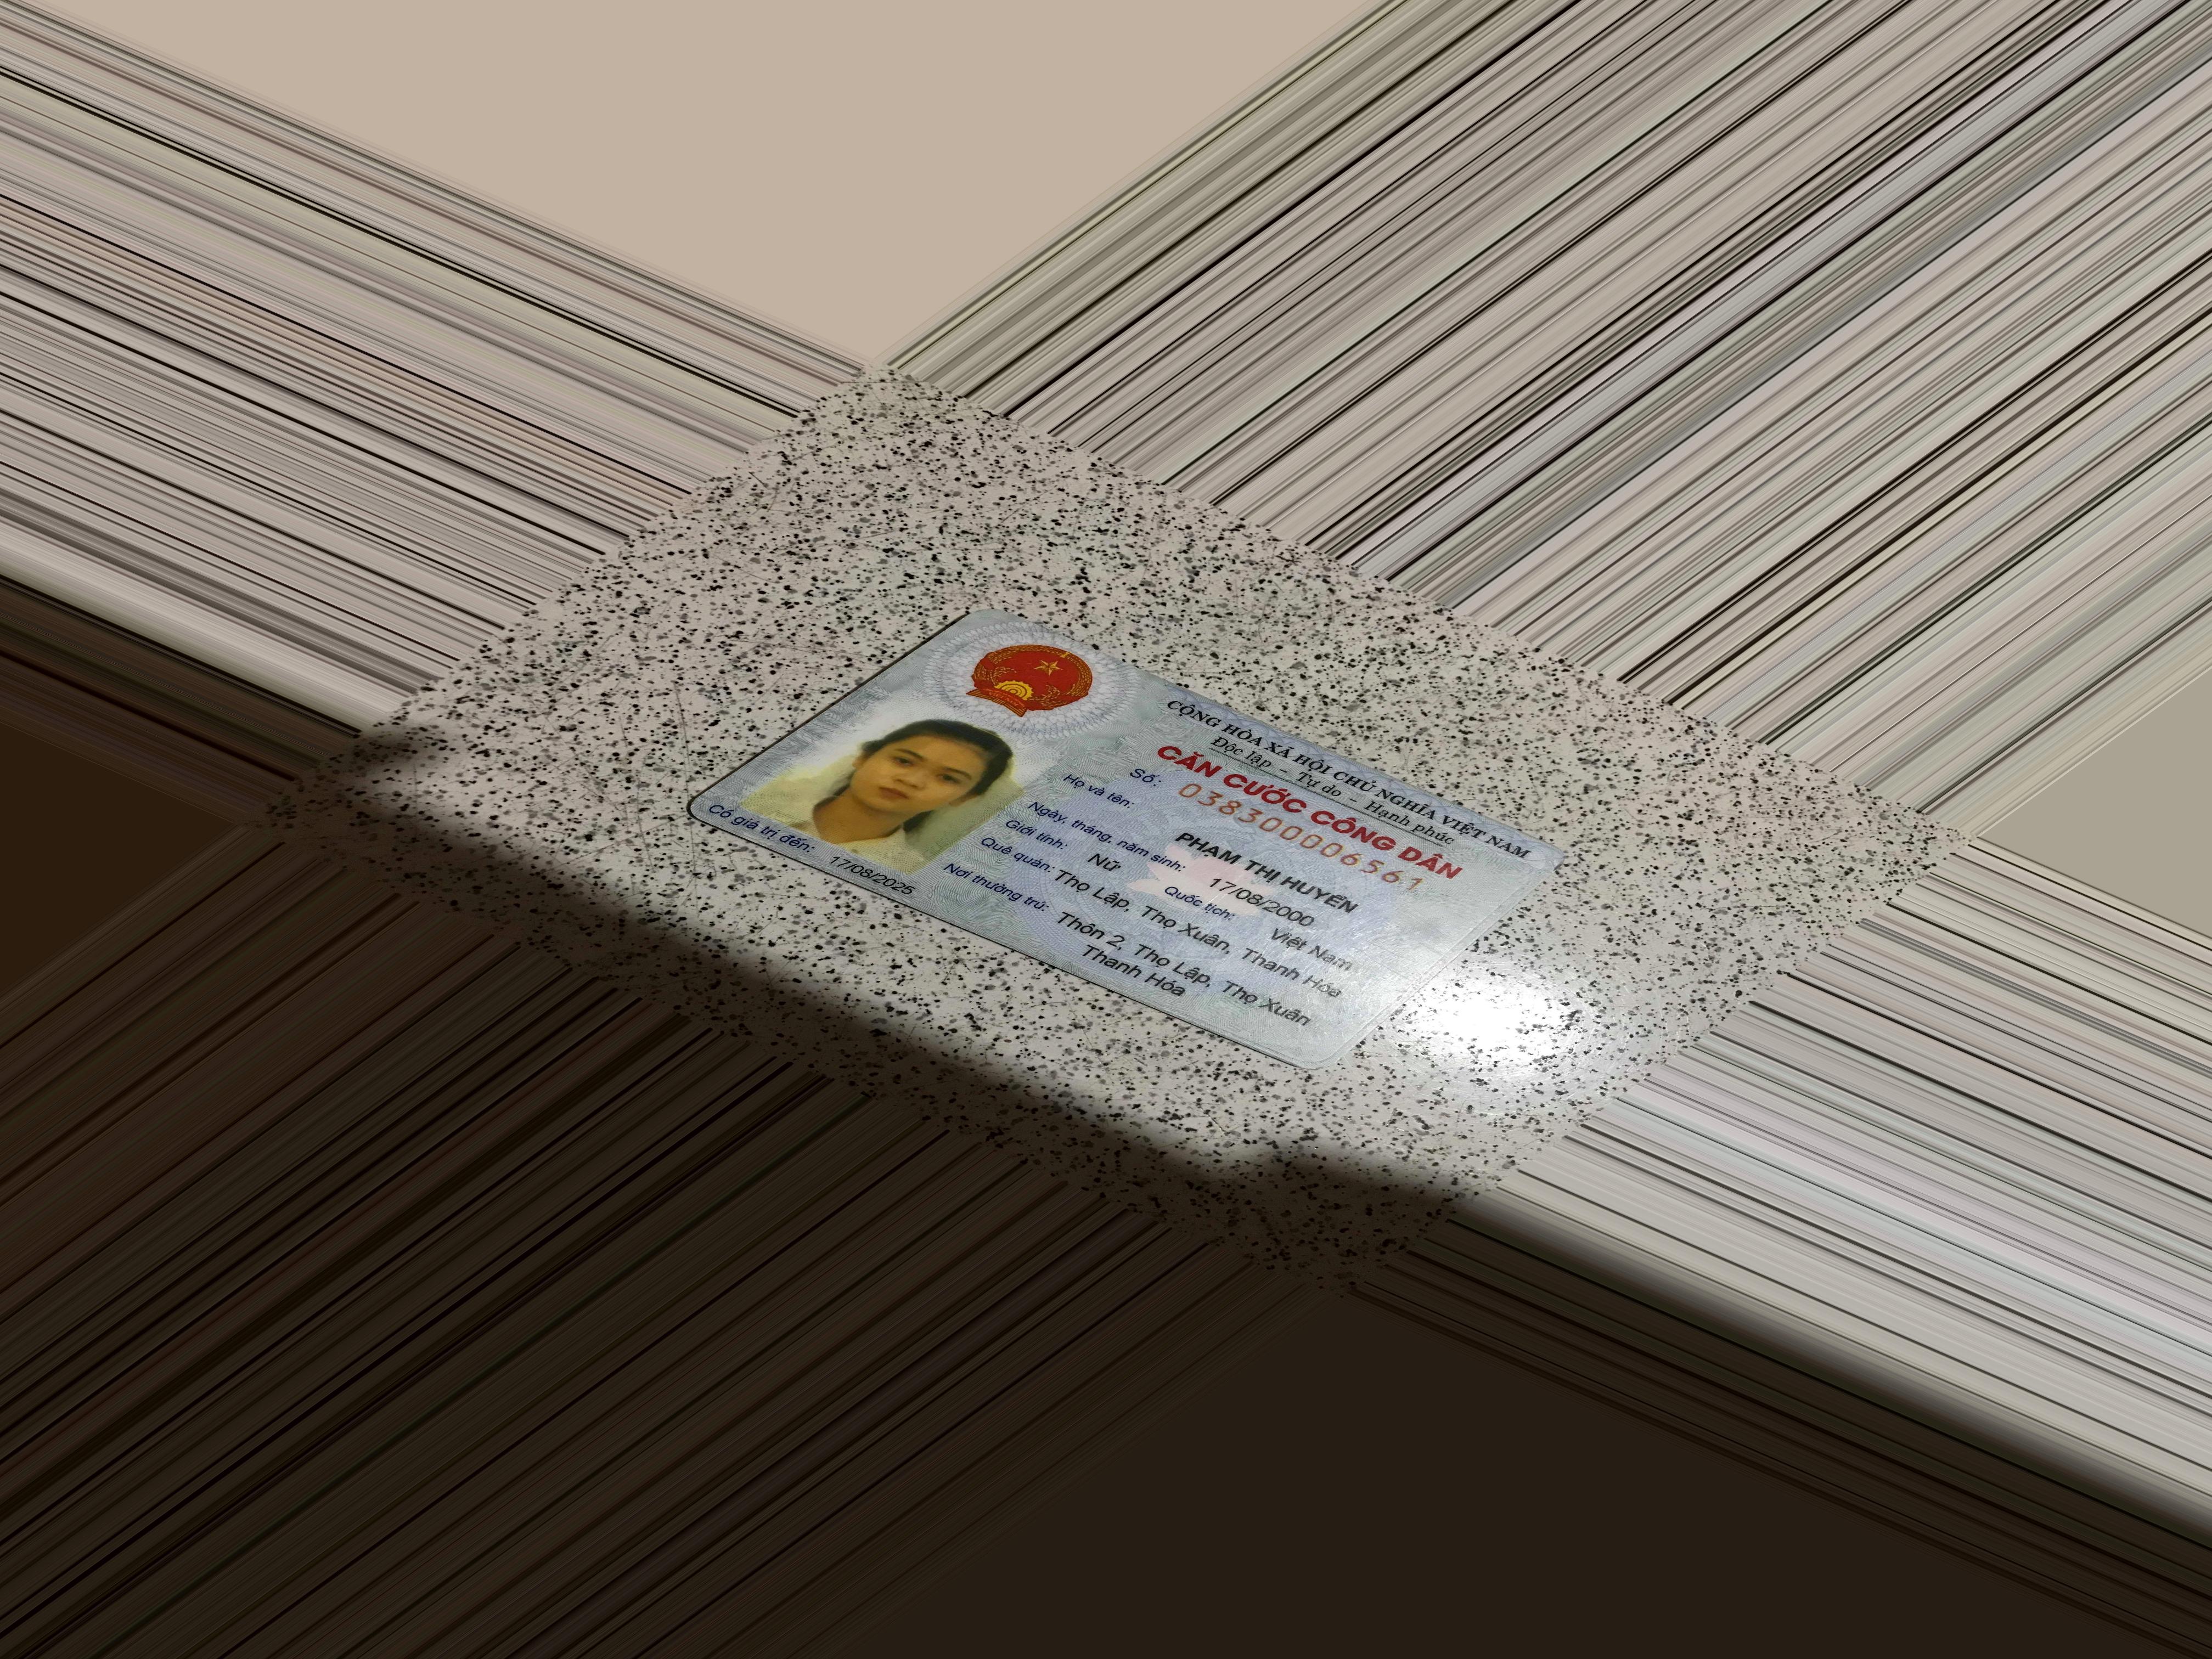 CỘNG HÒA XÃ HỘI CHỦ NGHĨA VIỆT NAM
Độc lập - Tự do - Hạnh phúc
CĂN CƯỚC CÔNG DÂN
Số: 038300006561
Họ và tên: PHẠM THỊ HUYỀN
Ngày, tháng, năm sinh: 17/08/2000
Giới tính: Nữ Quốc tịch: Việt Nam
Quê quán: Thọ Lập, Thọ Xuân, Thanh Hóa
Nơi thường trú: Thôn 2, Thọ Lập, Thọ Xuân
Thanh Hóa
Có giá trị đến: 17/08/2025